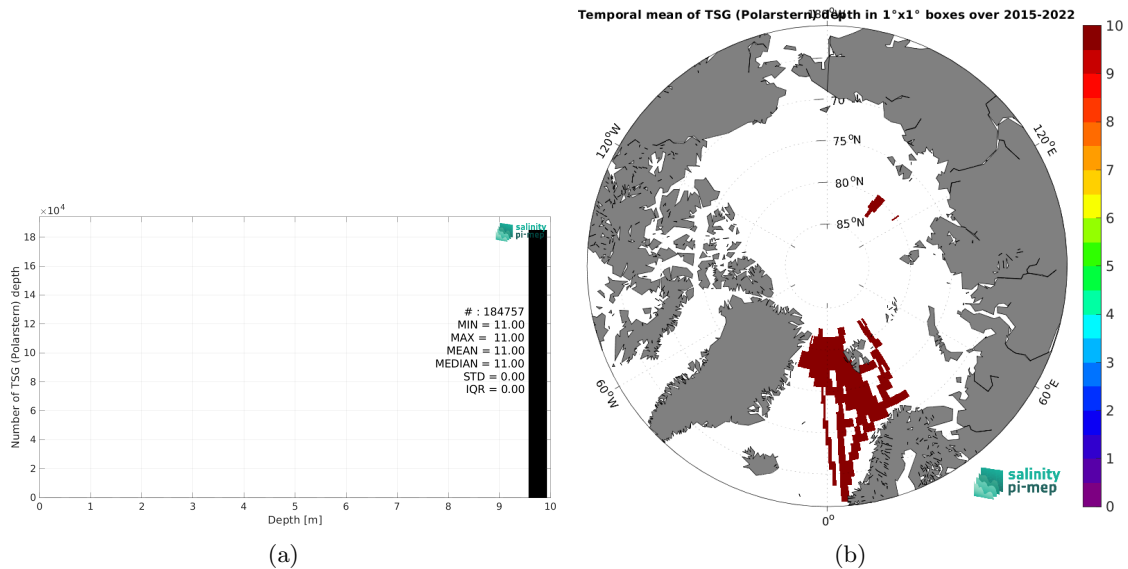 ×10⁴
18
16
14
12
10
8
6
4
2
0
Number of TSG (Polarstern) depth
salinity
pi-mep
# : 184757
MIN = 11.00
MAX = 11.00
MEAN = 11.00
MEDIAN = 11.00
STD = 0.00
IQR = 0.00
0 1 2 3 4 5 6 7 8 9 10
Depth [m]
(a)
Temporal mean of TSG (Polarstern) depth in 1°x1° boxes over 2015-2022
180°
70°
75°N
80°N
85°N
120°W
120°E
60°W
60°E
0°
salinity
pi-mep
10
9
8
7
6
5
4
3
2
1
0
(b)